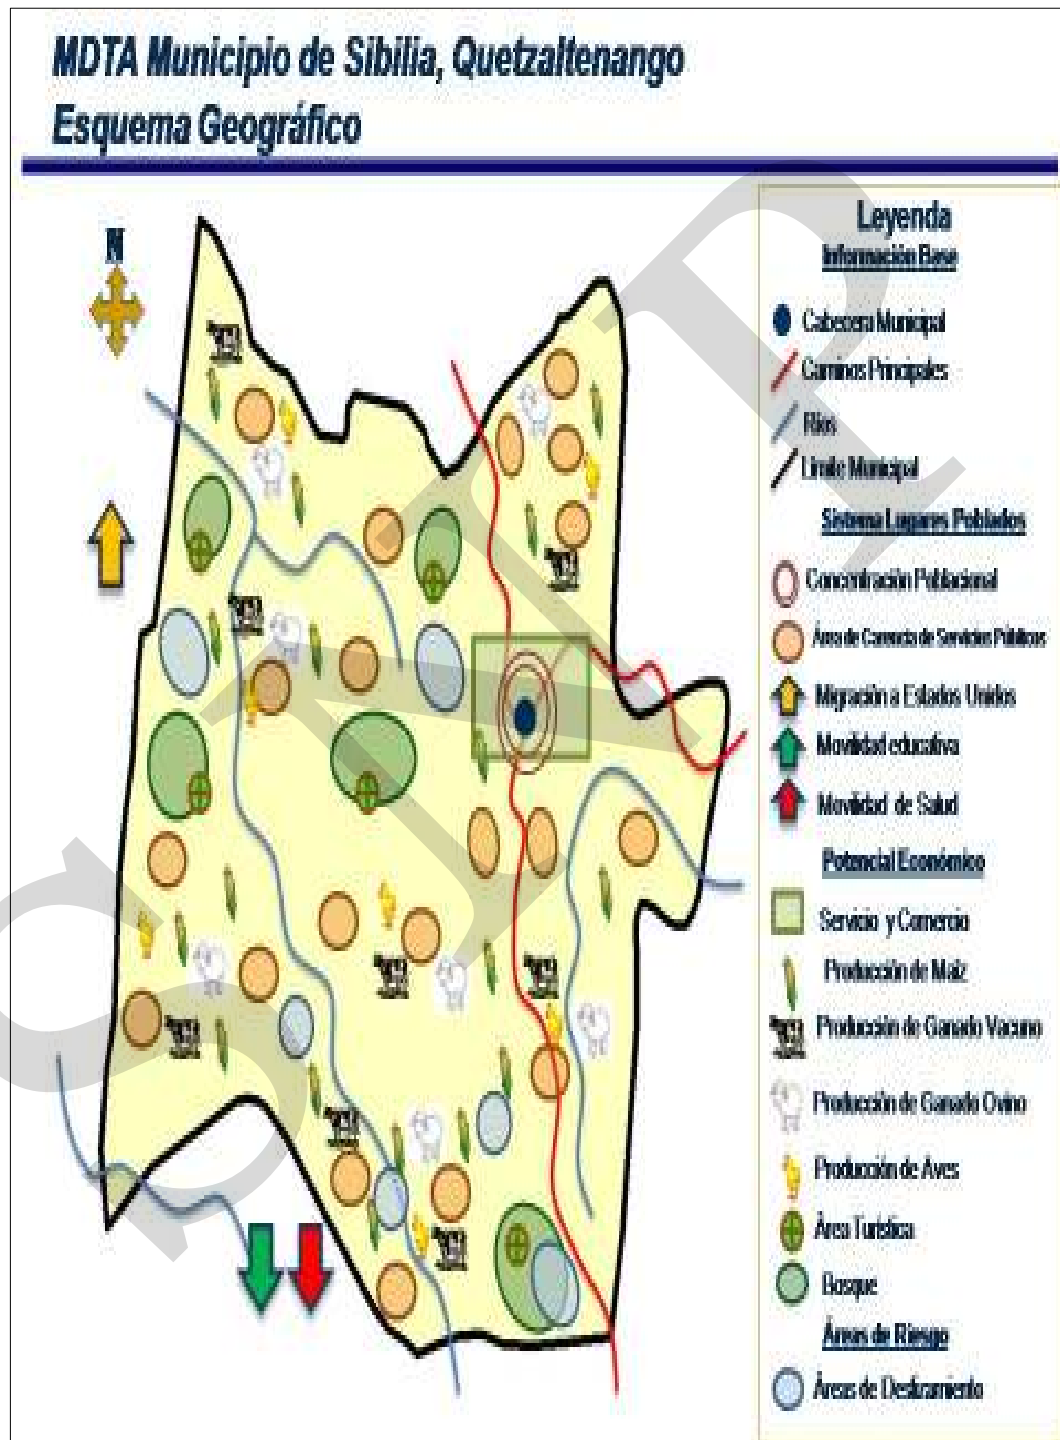 MDTA Municipio de Sibilia, Quetzaltenango
Esquema Geográfico
N
Leyenda
Información Base
Cabecera Municipal
Caminos Principales
Ríos
Límite Municipal
Sistema Lugares Poblados
Concentración Poblacional
Área de Carencia de Servicios Públicos
Migración a Estados Unidos
Movilidad educativa
Movilidad de Salud
Potencial Económico
Servicio y Comercio
Producción de Maíz
Producción de Ganado Vacuno
Producción de Ganado Ovino
Producción de Aves
Área Turística
Bosque
Áreas de Riesgo
Áreas de Deslizamiento
SNIP